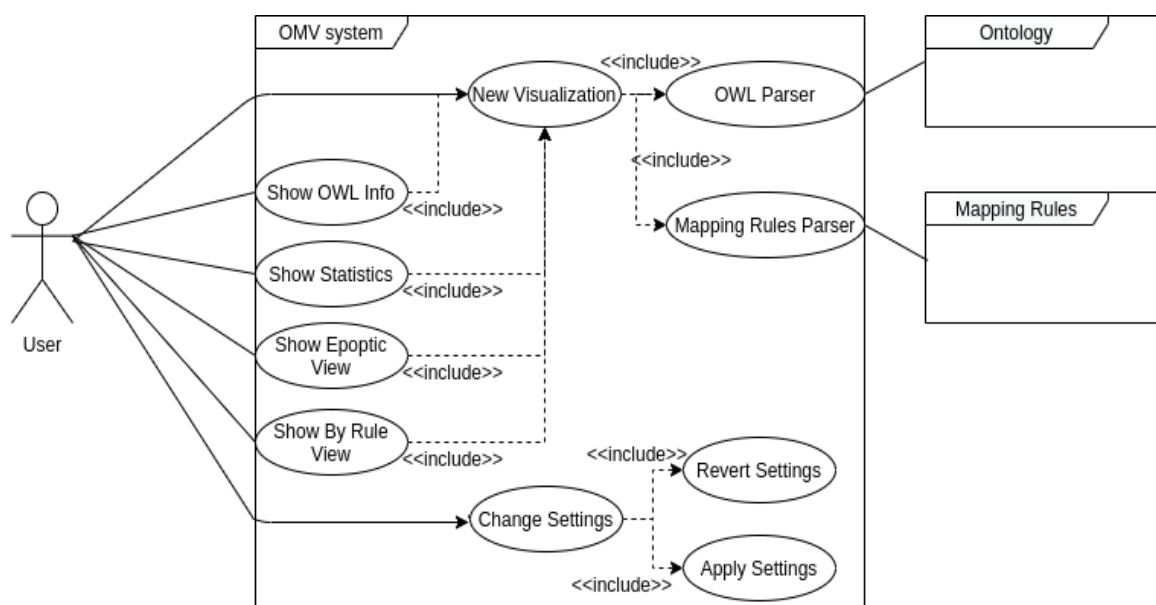 OMV system
Ontology
<<include>>
New Visualization
OWL Parser
<<include>>
Show OWL Info
<<include>>
Mapping Rules
Mapping Rules Parser
Show Statistics
<<include>>
User
Show Epoptic
View
<<include>>
Show By Rule
View
<<include>>
<<include>>
Revert Settings
Change Settings
Apply Settings
<<include>>